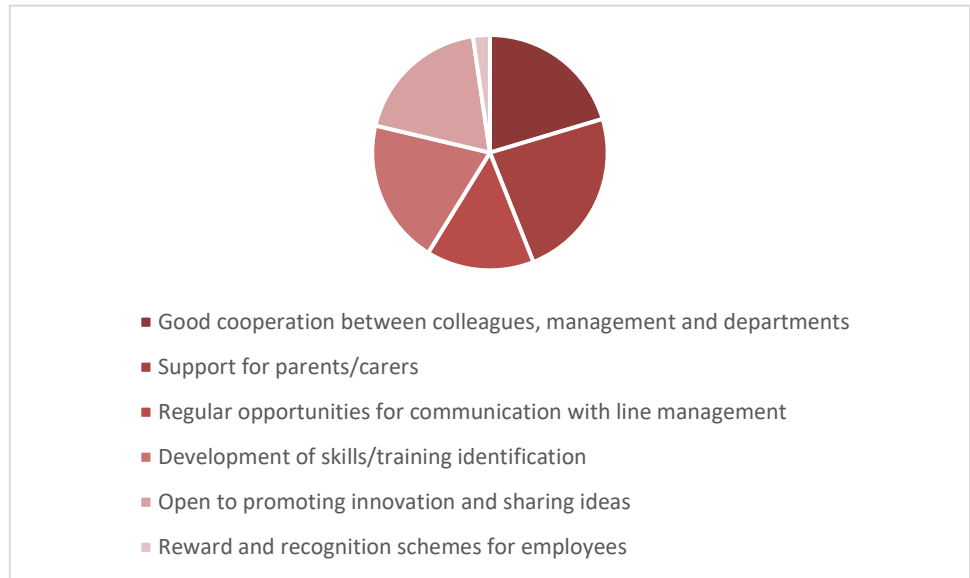 Good cooperation between colleagues, management and departments
Support for parents/carers
Regular opportunities for communication with line management
Development of skills/training identification
Open to promoting innovation and sharing ideas
Reward and recognition schemes for employees